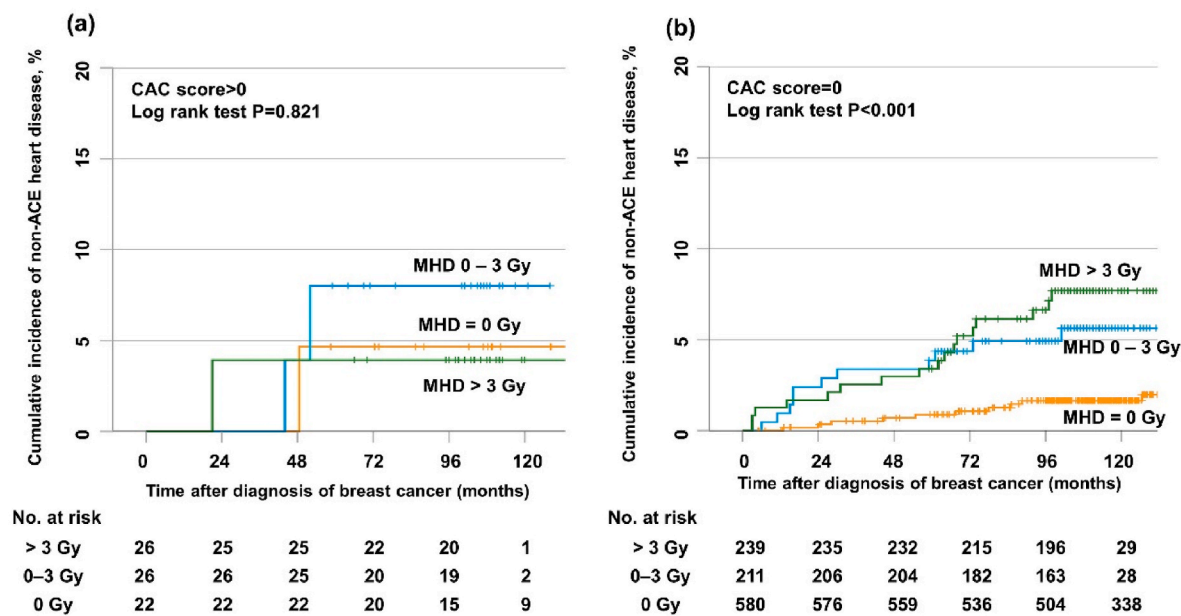 (a)
Cumulative incidence of non-ACE heart disease, %
20
15
10
5
0
CAC score>0
Log rank test P=0.821
MHD 0 – 3 Gy
MHD = 0 Gy
MHD > 3 Gy
0 24 48 72 96 120
Time after diagnosis of breast cancer (months)
No. at risk
> 3 Gy 26 25 25 22 20 1
0–3 Gy 26 26 25 20 19 2
0 Gy 22 22 22 20 15 9
(b)
Cumulative incidence of non-ACE heart disease, %
20
15
10
5
0
CAC score=0
Log rank test P<0.001
MHD > 3 Gy
MHD 0 – 3 Gy
MHD = 0 Gy
0 24 48 72 96 120
Time after diagnosis of breast cancer (months)
No. at risk
> 3 Gy 239 235 232 215 196 29
0–3 Gy 211 206 204 182 163 28
0 Gy 580 576 559 536 504 338